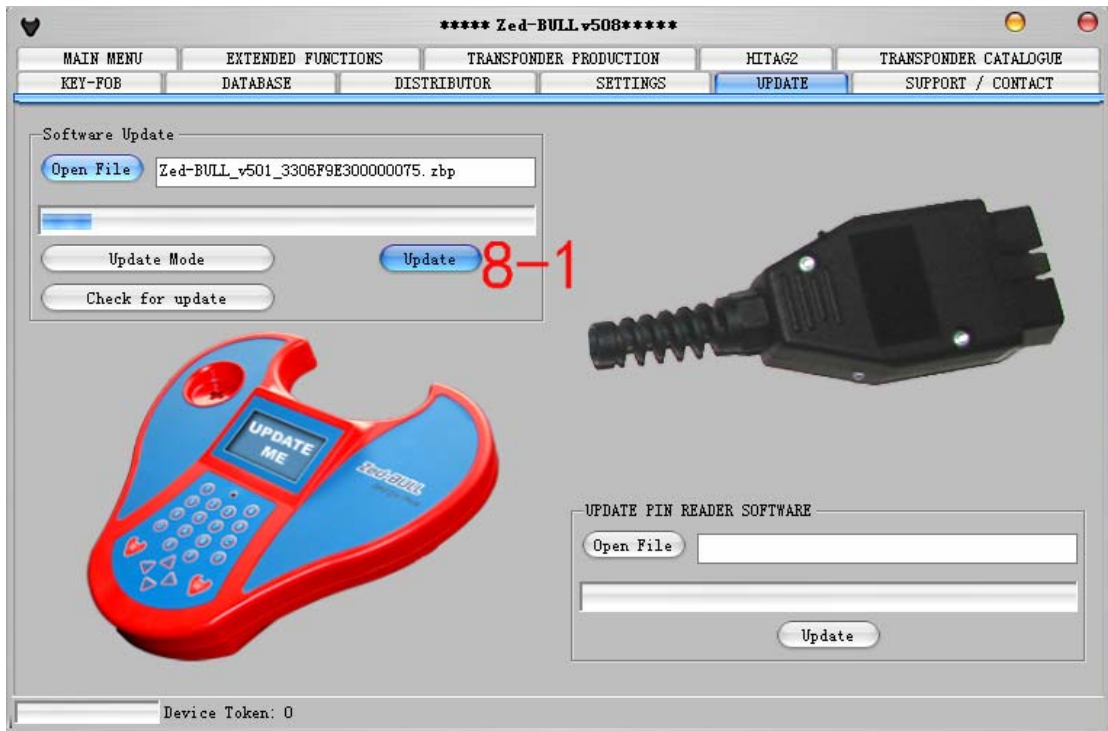 ***** Zed-BULL v508*****
MAIN MENU EXTENDED FUNCTIONS TRANSPONDER PRODUCTION HITAG2 TRANSPONDER CATALOGUE
KEY-FOB DATABASE DISTRIBUTOR SETTINGS UPDATE SUPPORT / CONTACT
Software Update
Open File Zed-BULL_v501_3306F9E300000075.zbp
Update Mode Update 8-1
Check for update
UPDATE
ME
Zed-BULL
UPDATE PIN READER SOFTWARE
Open File
Update
Device Token: 0